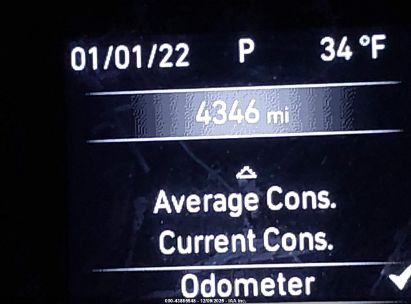 01/01/22 P 34 °F
4346 mi
Average Cons.
Current Cons.
Odometer